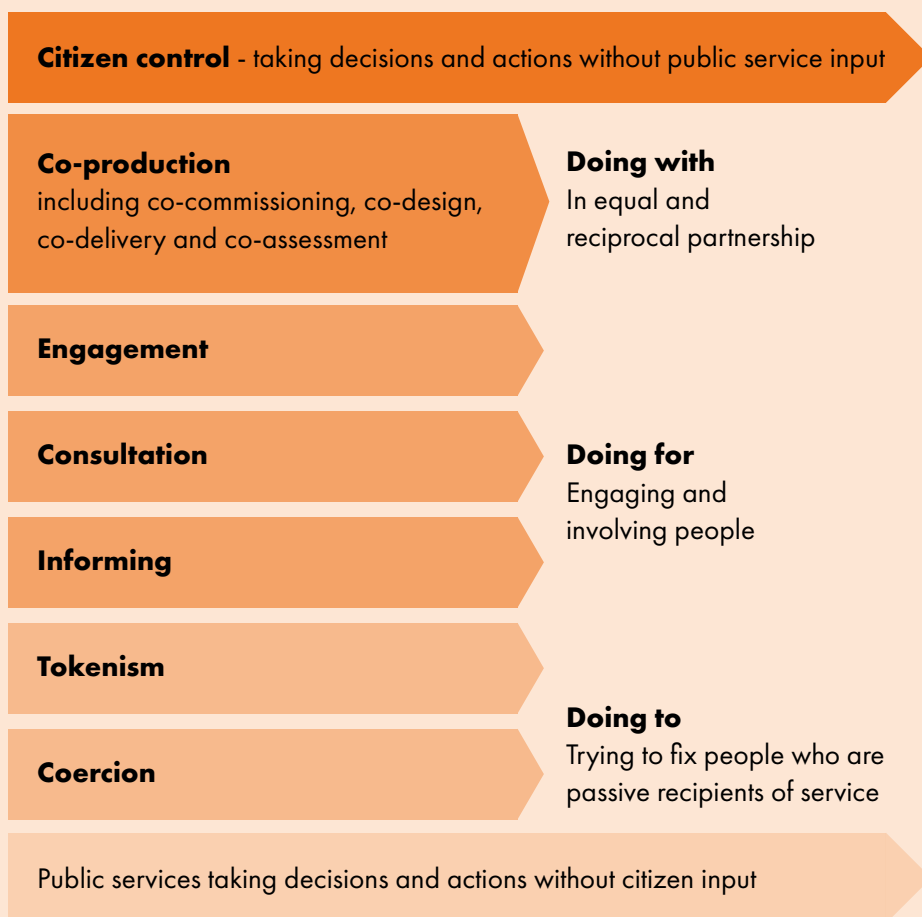 Citizen control - taking decisions and actions without public service input
Co-production
including co-commissioning, co-design,
co-delivery and co-assessment
Doing with
In equal and
reciprocal partnership
Engagement
Consultation
Doing for
Engaging and
involving people
Informing
Tokenism
Doing to
Trying to fix people who are
passive recipients of service
Coercion
Public services taking decisions and actions without citizen input